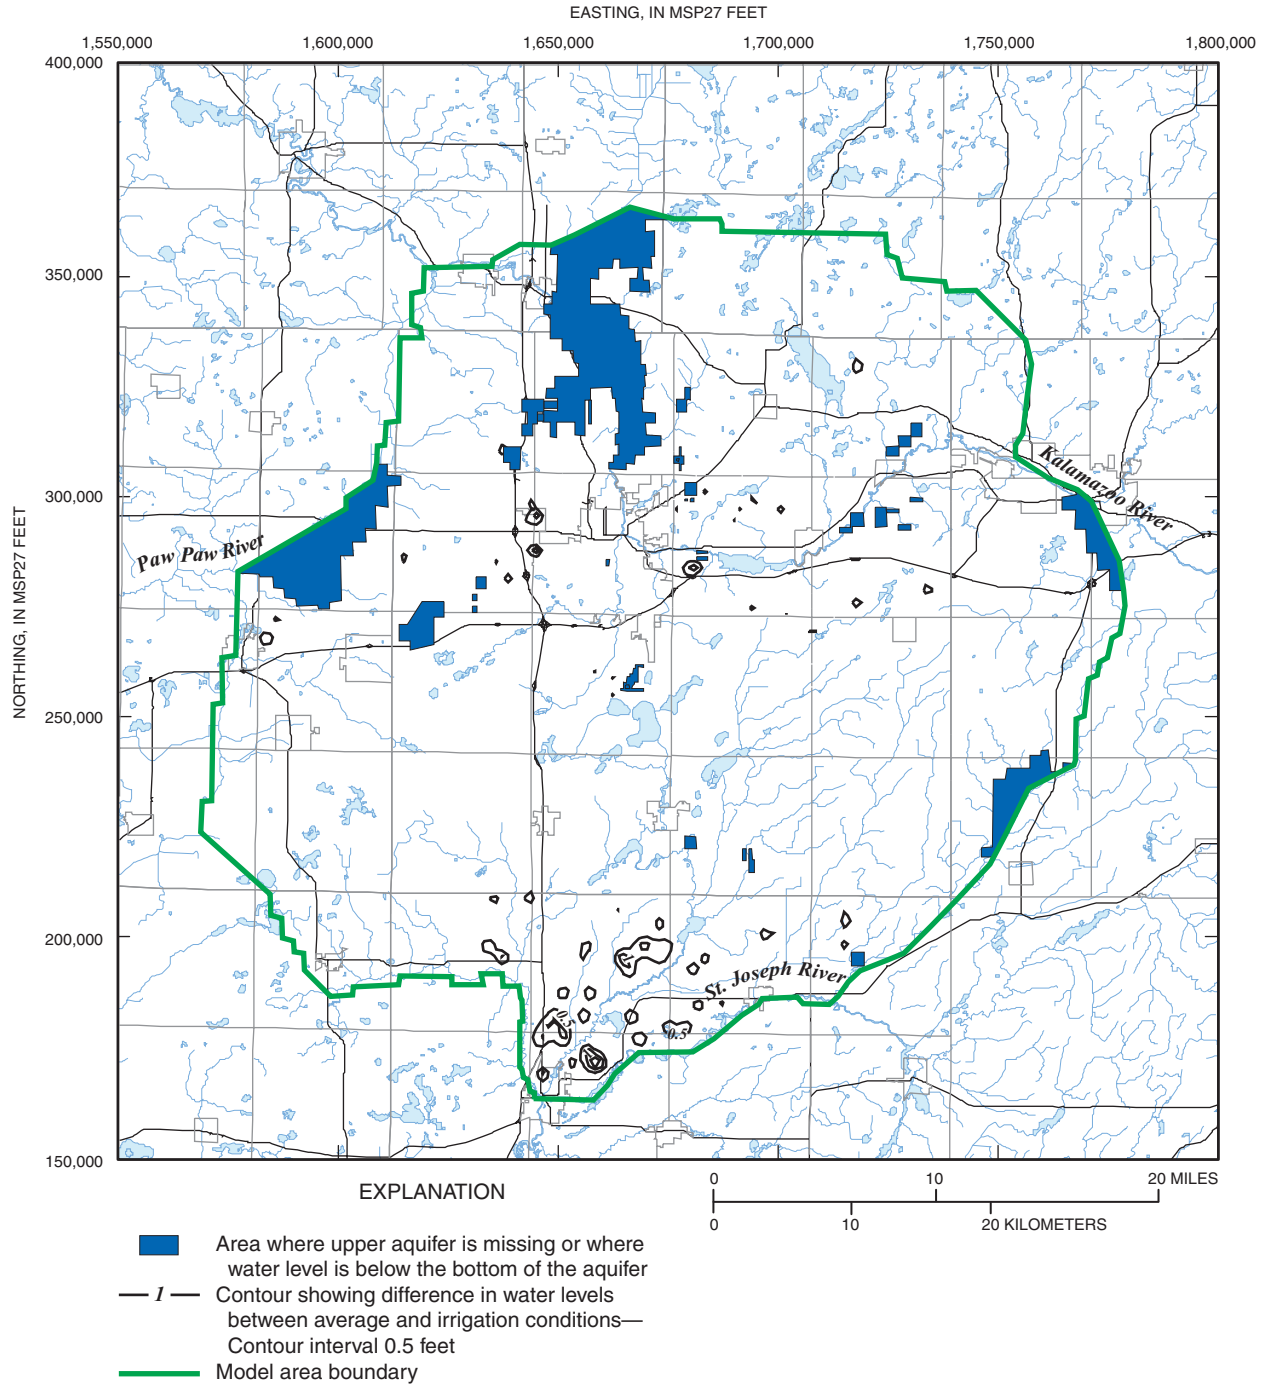 EASTING, IN MSP27 FEET
1,550,000 1,600,000 1,650,000 1,700,000 1,750,000 1,800,000
400,000
350,000
300,000
250,000
200,000
150,000
NORTHING, IN MSP27 FEET
Kalamazoo River
Paw Paw River
St. Joseph River
0.5
0.5
EXPLANATION
0 10 20 MILES
0 10 20 KILOMETERS
Area where upper aquifer is missing or where
water level is below the bottom of the aquifer
1 Contour showing difference in water levels
between average and irrigation conditions—
Contour interval 0.5 feet
Model area boundary